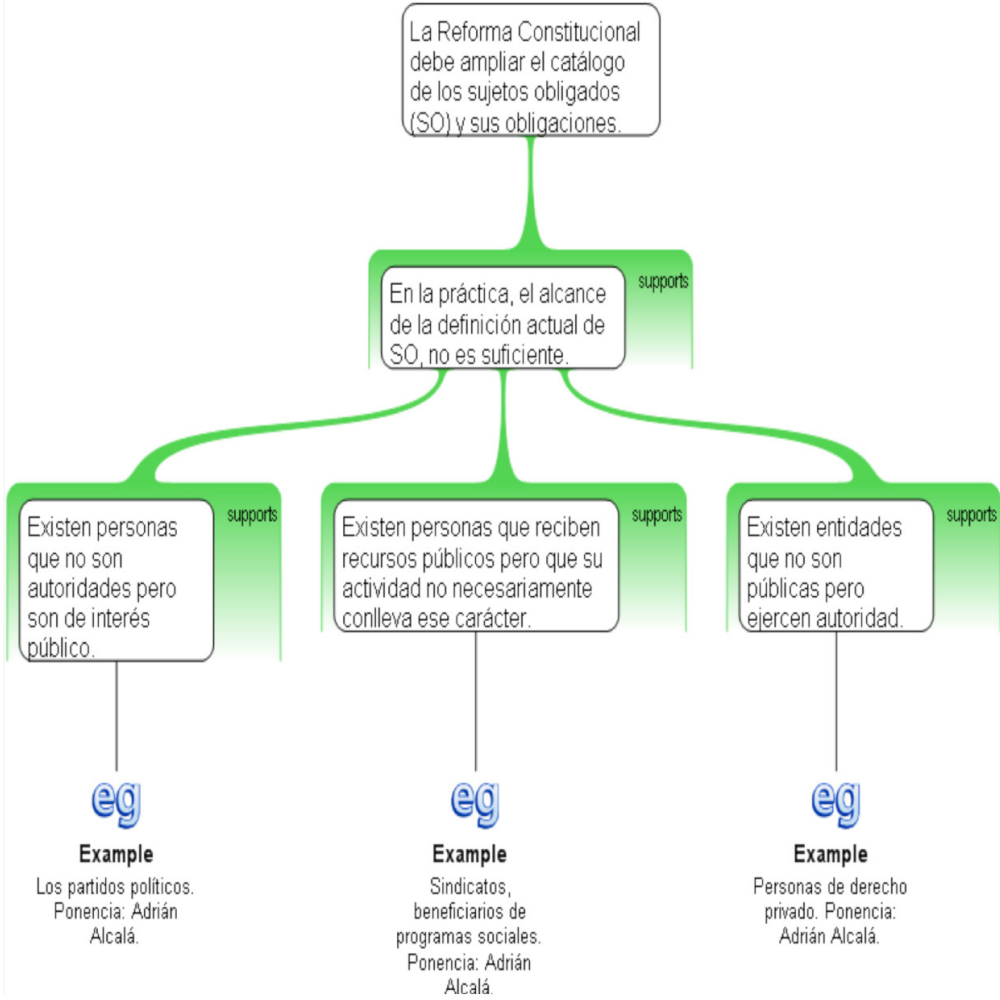 La Reforma Constitucional
debe ampliar el catálogo
de los sujetos obligados
(SO) y sus obligaciones.
supports
En la práctica, el alcance
de la definición actual de
SO, no es suficiente.
supports
Existen personas
que no son
autoridades pero
son de interés
público.
supports
Existen personas que reciben
recursos públicos pero que su
actividad no necesariamente
conlleva ese carácter.
supports
Existen entidades
que no son
públicas pero
ejercen autoridad.
eg
Example
Los partidos políticos.
Ponencia: Adrián
Alcalá.
eg
Example
Sindicatos,
beneficiarios de
programas sociales.
Ponencia: Adrián
Alcalá.
eg
Example
Personas de derecho
privado. Ponencia:
Adrián Alcalá.